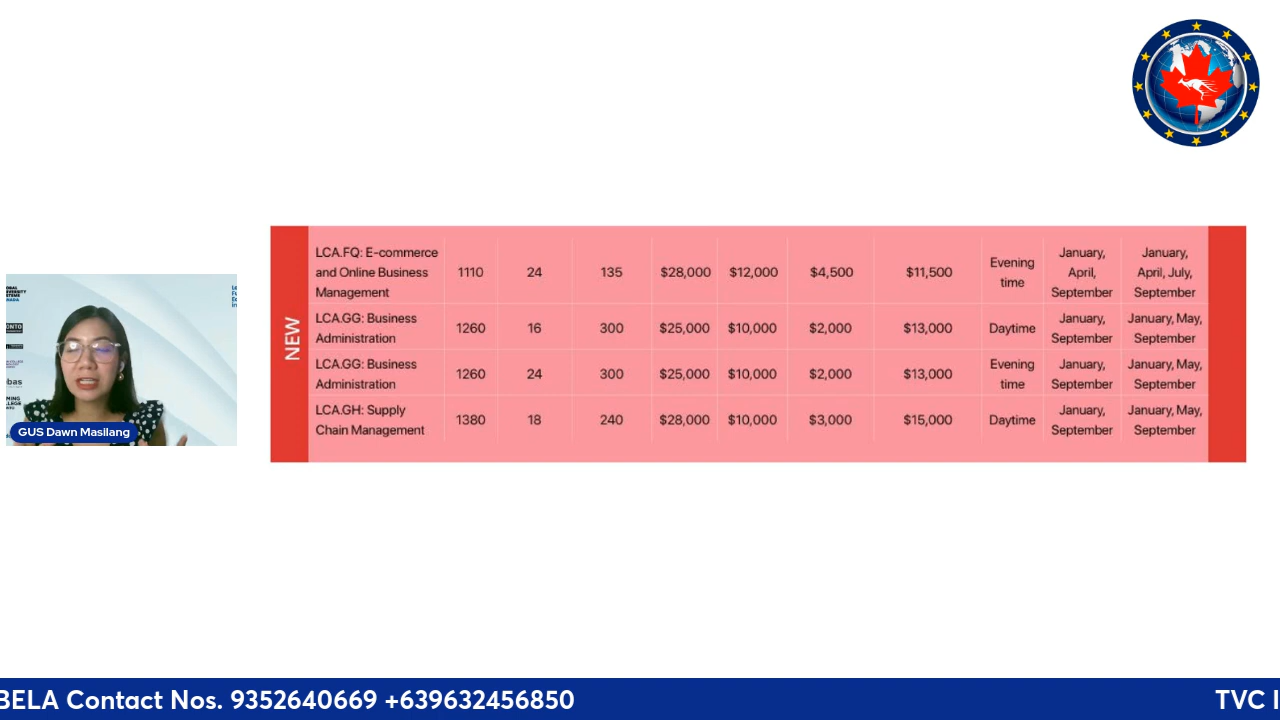 LCA.FQ: E-commerce
and Online Business
Management
1110
24
135
$28,000
$12,000
$4,500
$11,500
Evening
time
January,
April,
September
January,
April, July,
September
NEW
LCA.GG: Business
Administration
1260
16
300
$25,000
$10,000
$2,000
$13,000
Daytime
January,
September
January, May,
September
LCA.GG: Business
Administration
1260
24
300
$25,000
$10,000
$2,000
$13,000
Evening
time
January,
September
January, May,
September
LCA.GH: Supply
Chain Management
1380
18
240
$28,000
$10,000
$3,000
$15,000
Daytime
January,
September
January, May,
September
GUS Dawn Masilang
BELA Contact Nos. 9352640669 +639632456850
TVC